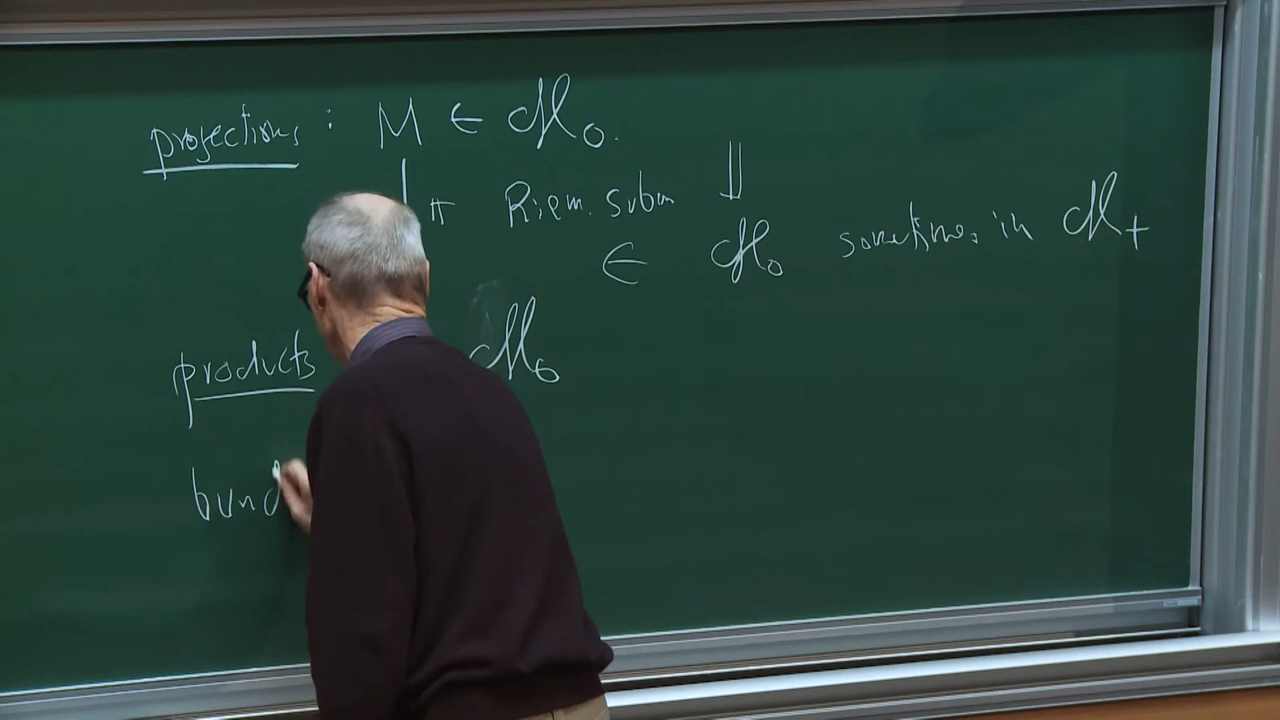 projections : M ∈ ℳ₀.
↓ π Riem. subm ⇓
∈ ℳ₀ sometimes in ℳ₊
products ℳ₀
bund